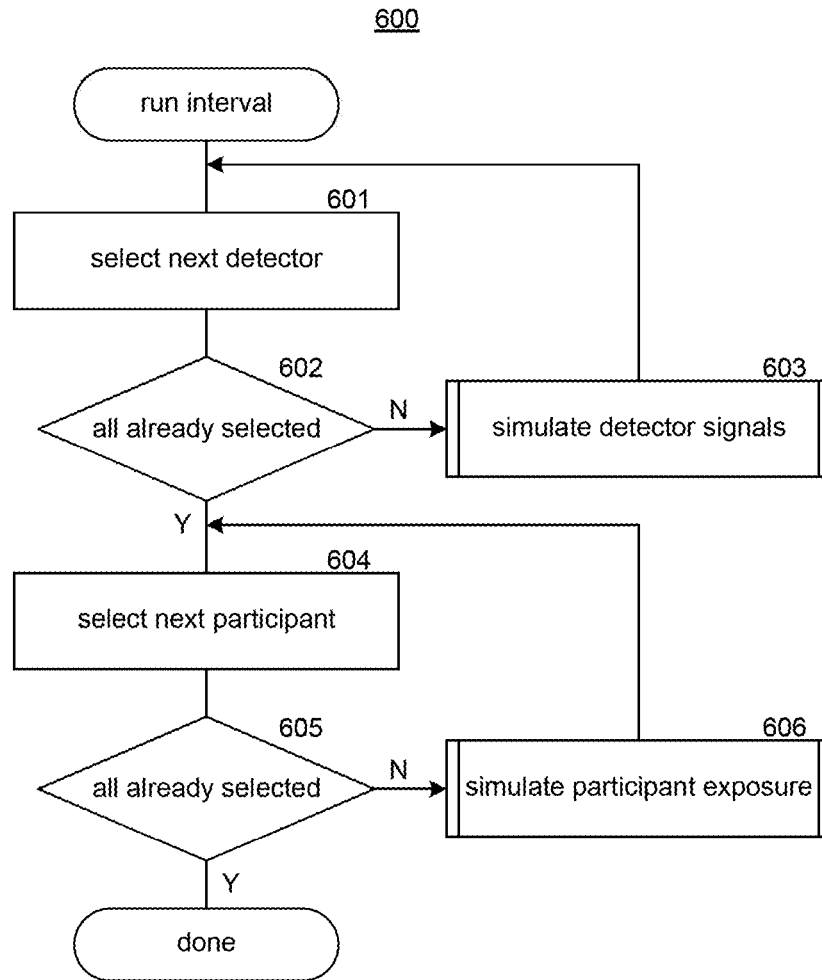 600
run interval
601
select next detector
602
all already selected
N
603
simulate detector signals
Y
604
select next participant
605
all already selected
N
606
simulate participant exposure
Y
done